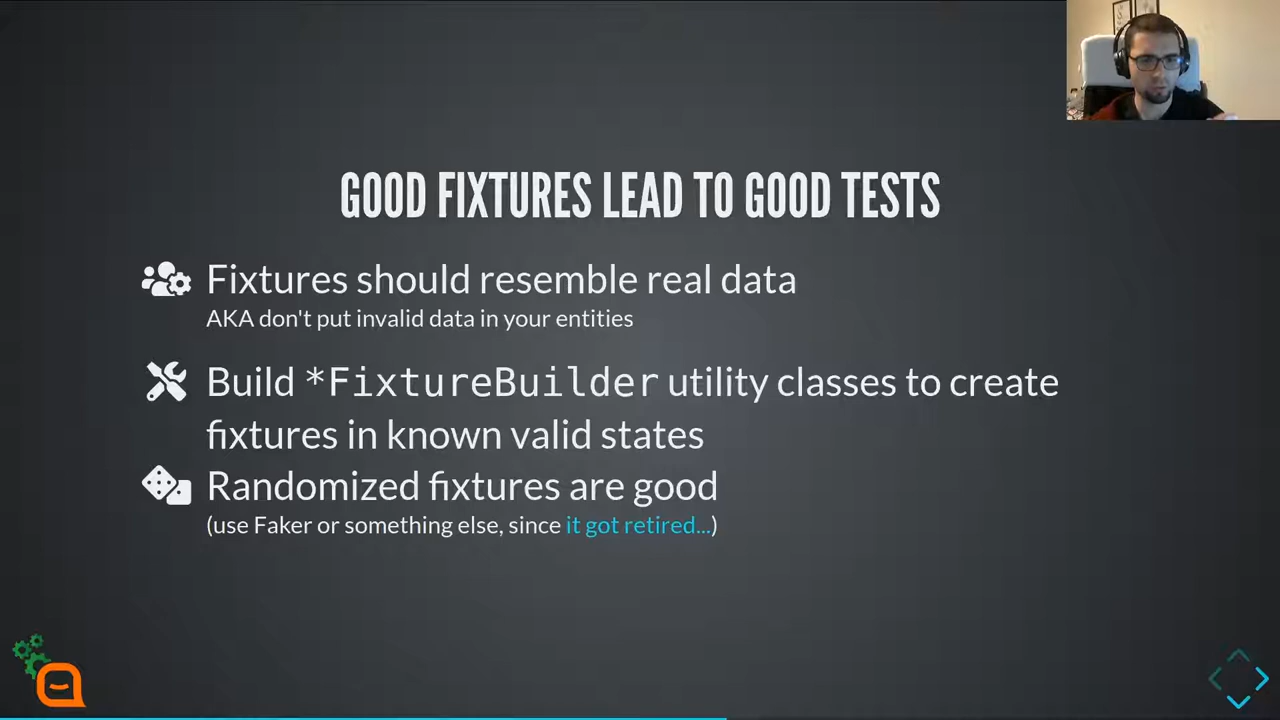 GOOD FIXTURES LEAD TO GOOD TESTS
Fixtures should resemble real data
AKA don't put invalid data in your entities
Build *FixtureBuilder utility classes to create
fixtures in known valid states
Randomized fixtures are good
(use Faker or something else, since it got retired...)